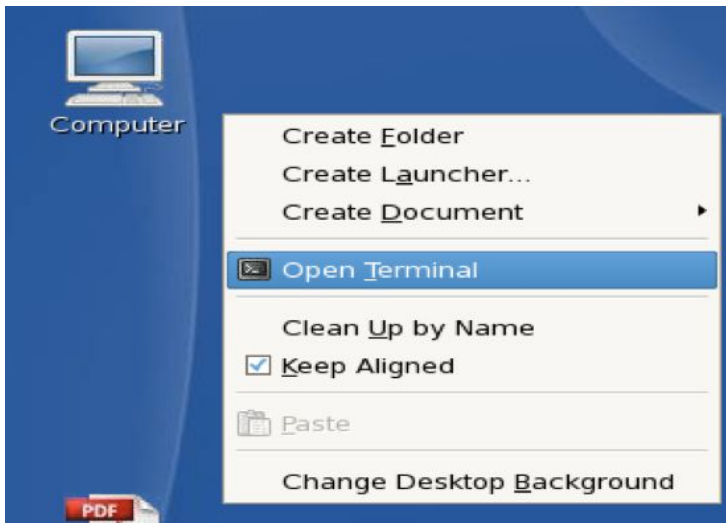 Computer
Create Folder
Create Launcher...
Create Document
Open Terminal
Clean Up by Name
Keep Aligned
Paste
Change Desktop Background
PDF